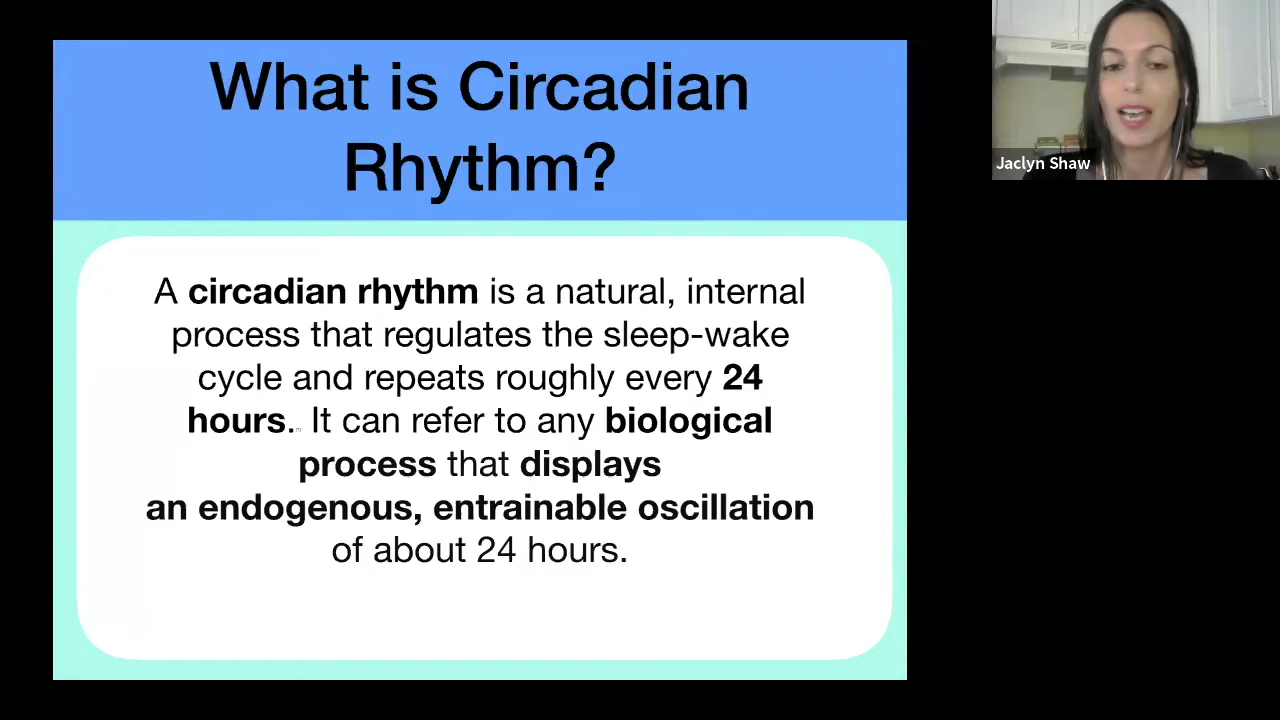 What is Circadian
Rhythm?
A circadian rhythm is a natural, internal
process that regulates the sleep-wake
cycle and repeats roughly every 24
hours. It can refer to any biological
process that displays
an endogenous, entrainable oscillation
of about 24 hours.
Jaclyn Shaw